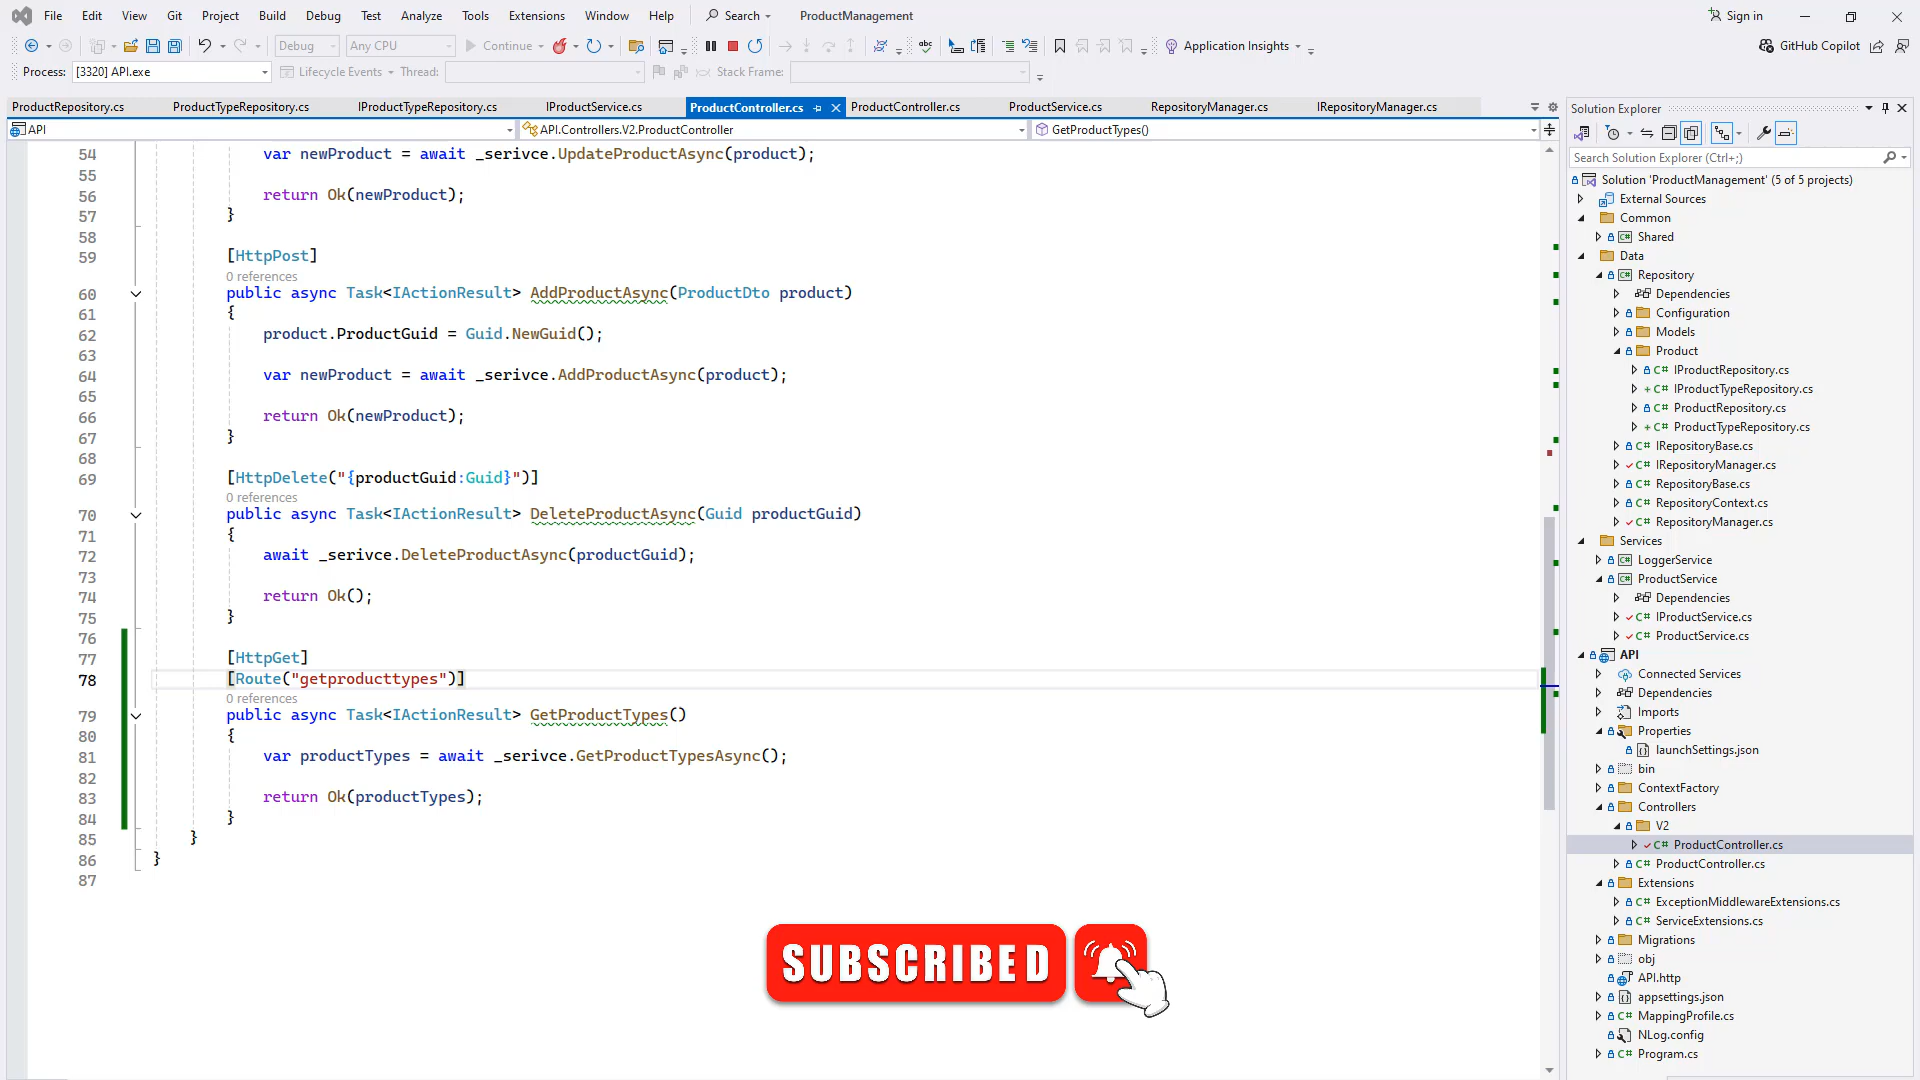 File Edit View Git Project Build Debug Test Analyze Tools Extensions Window Help Search ProductManagement Sign in
Debug Any CPU Continue Application Insights GitHub Copilot
Process: [3320] API.exe Lifecycle Events Thread: Stack Frame:
ProductRepository.cs ProductTypeRepository.cs IProductTypeRepository.cs IProductService.cs ProductController.cs ProductController.cs ProductService.cs RepositoryManager.cs IRepositoryManager.cs
API API.Controllers.V2.ProductController GetProductTypes()
54 var newProduct = await _serivce.UpdateProductAsync(product);
55
56 return Ok(newProduct);
57 }
58
59 [HttpPost]
0 references
60 public async Task<IActionResult> AddProductAsync(ProductDto product)
61 {
62 product.ProductGuid = Guid.NewGuid();
63
64 var newProduct = await _serivce.AddProductAsync(product);
65
66 return Ok(newProduct);
67 }
68
69 [HttpDelete("{productGuid:Guid}")]
0 references
70 public async Task<IActionResult> DeleteProductAsync(Guid productGuid)
71 {
72 await _serivce.DeleteProductAsync(productGuid);
73
74 return Ok();
75 }
76
77 [HttpGet]
78 [Route("getproducttypes")]
0 references
79 public async Task<IActionResult> GetProductTypes()
80 {
81 var productTypes = await _serivce.GetProductTypesAsync();
82
83 return Ok(productTypes);
84 }
85 }
86 }
87
SUBSCRIBED
Solution Explorer
Search Solution Explorer (Ctrl+;)
Solution 'ProductManagement' (5 of 5 projects)
External Sources
Common
Shared
Data
Repository
Dependencies
Configuration
Models
Product
IProductRepository.cs
IProductTypeRepository.cs
ProductRepository.cs
ProductTypeRepository.cs
IRepositoryBase.cs
IRepositoryManager.cs
RepositoryBase.cs
RepositoryContext.cs
RepositoryManager.cs
Services
LoggerService
ProductService
Dependencies
IProductService.cs
ProductService.cs
API
Connected Services
Dependencies
Imports
Properties
launchSettings.json
bin
ContextFactory
Controllers
V2
ProductController.cs
ProductController.cs
Extensions
ExceptionMiddlewareExtensions.cs
ServiceExtensions.cs
Migrations
obj
API.http
appsettings.json
MappingProfile.cs
NLog.config
Program.cs